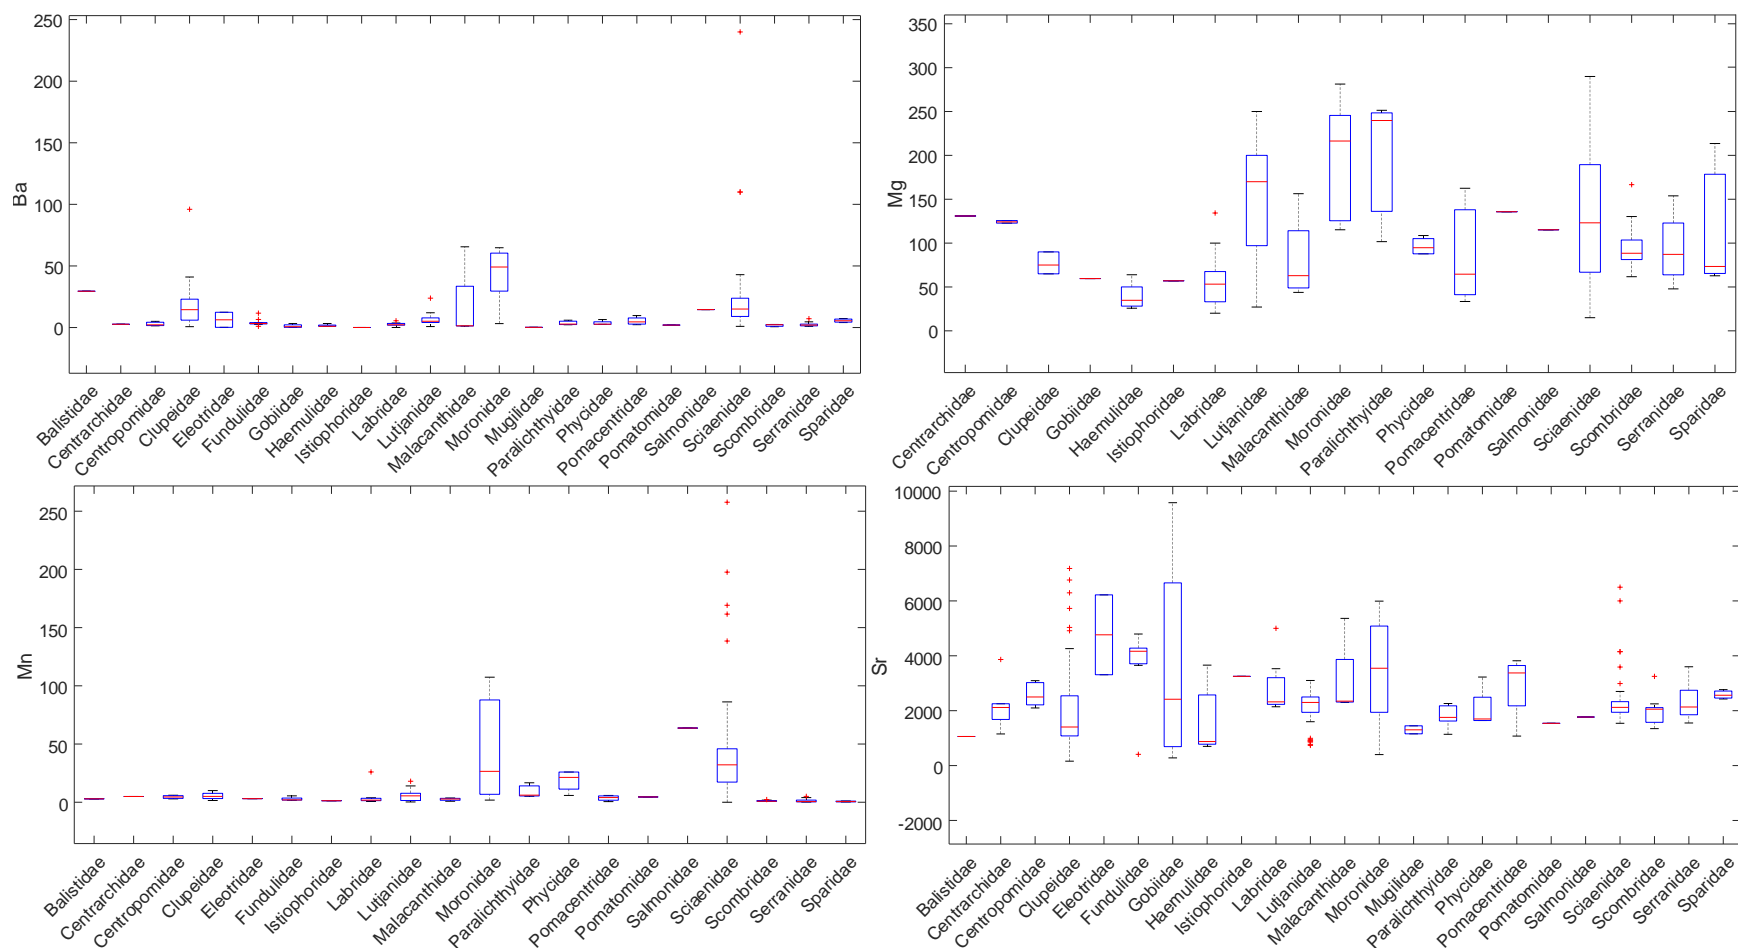 250
200
150
100
50
0
Ba
Balistidae
Centrarchidae
Centropomidae
Clupeidae
Eleotridae
Fundulidae
Gobiidae
Haemulidae
Istiophoridae
Labridae
Lutjanidae
Malacanthidae
Moronidae
Mugilidae
Paralichthyidae
Phycidae
Pomacentridae
Pomatomidae
Salmonidae
Sciaenidae
Scombridae
Serranidae
Sparidae
350
300
250
200
150
100
50
0
Mg
Centrarchidae
Centropomidae
Clupeidae
Gobiidae
Haemulidae
Istiophoridae
Labridae
Lutjanidae
Malacanthidae
Moronidae
Paralichthyidae
Phycidae
Pomacentridae
Pomatomidae
Salmonidae
Sciaenidae
Scombridae
Serranidae
Sparidae
250
200
150
100
50
0
Mn
Balistidae
Centrarchidae
Centropomidae
Clupeidae
Eleotridae
Fundulidae
Istiophoridae
Labridae
Lutjanidae
Malacanthidae
Moronidae
Paralichthyidae
Phycidae
Pomacentridae
Pomatomidae
Salmonidae
Sciaenidae
Scombridae
Serranidae
Sparidae
10000
8000
6000
4000
2000
0
-2000
Sr
Balistidae
Centrarchidae
Centropomidae
Clupeidae
Eleotridae
Fundulidae
Gobiidae
Haemulidae
Istiophoridae
Labridae
Lutjanidae
Malacanthidae
Moronidae
Mugilidae
Paralichthyidae
Phycidae
Pomacentridae
Pomatomidae
Salmonidae
Sciaenidae
Scombridae
Serranidae
Sparidae